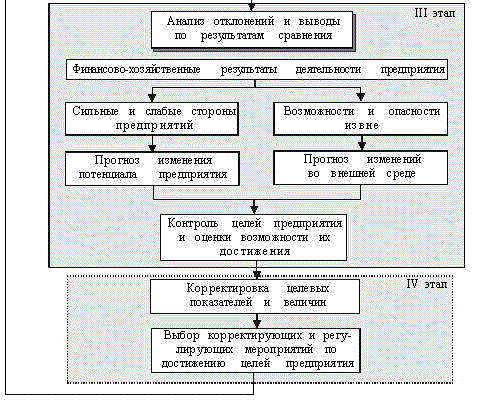 III этап
Анализ отклонений и выводы
по результатам сравнения
Финансово-хозяйственные результаты деятельности предприятия
Сильные и слабые стороны
предприятий
Возможности и опасности
извне
Прогноз изменения
потенциала предприятия
Прогноз изменений
во внешней среде
Контроль целей предприятия
и оценки возможности их
достижения
IV этап
Корректировка целевых
показателей и величин
Выбор корректирующих и регу-
лирующих мероприятий по
достижению целей предприятия